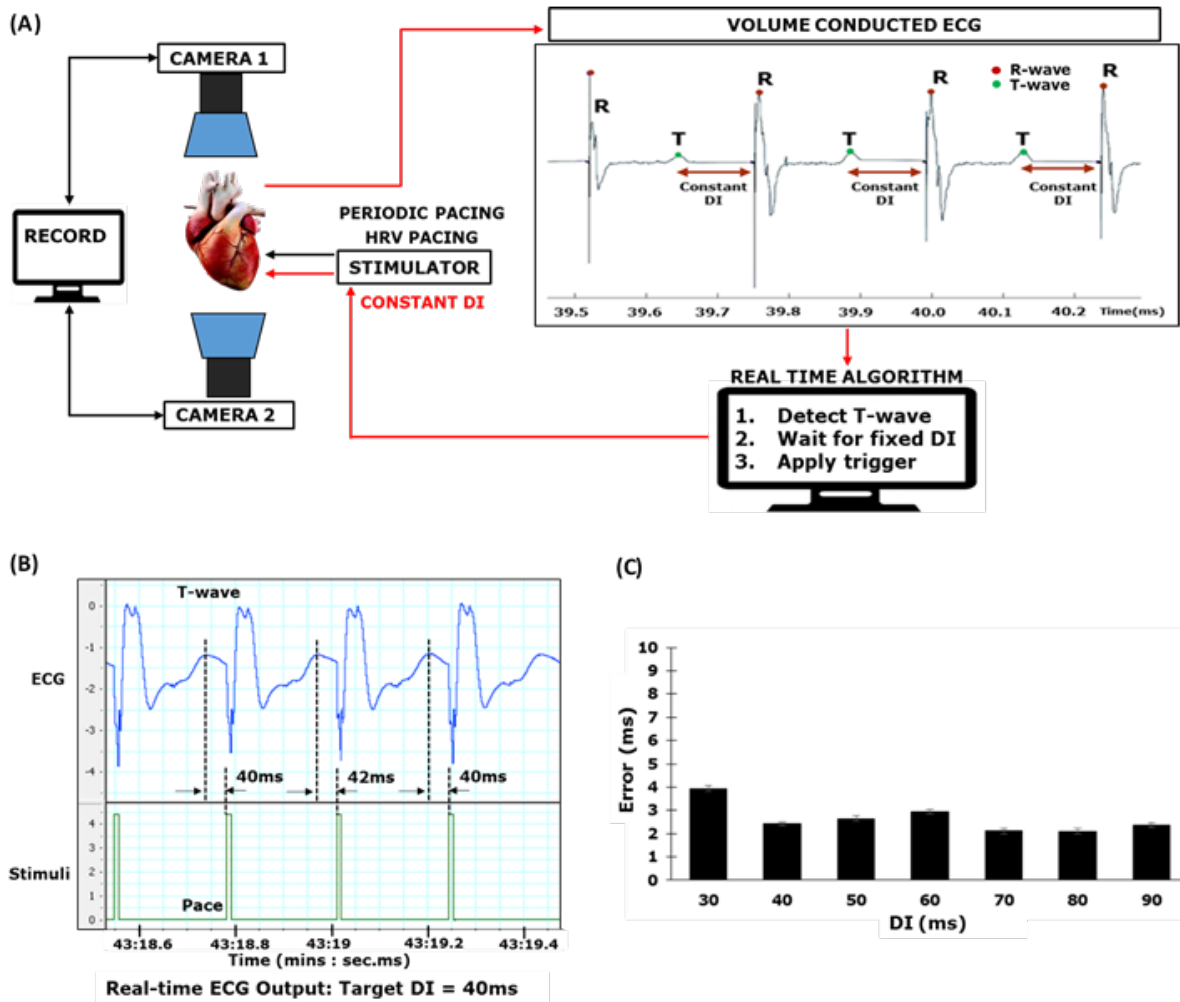 (A)
CAMERA 1
RECORD
CAMERA 2
PERIODIC PACING
HRV PACING
STIMULATOR
CONSTANT DI
VOLUME CONDUCTED ECG
R-wave
T-wave
R
R
R
R
T
T
T
Constant
DI
Constant
DI
Constant
DI
39.5 39.6 39.7 39.8 39.9 40.0 40.1 40.2 Time(ms)
REAL TIME ALGORITHM
1. Detect T-wave
2. Wait for fixed DI
3. Apply trigger
(B)
T-wave
ECG
0
-1
-2
-3
-4
40ms 42ms 40ms
Stimuli
4
3
2
1
0
Pace
43:18.6 43:18.8 43:19 43:19.2 43:19.4
Time (mins : sec.ms)
Real-time ECG Output: Target DI = 40ms
(C)
Error (ms)
10
9
8
7
6
5
4
3
2
1
0
30 40 50 60 70 80 90
DI (ms)